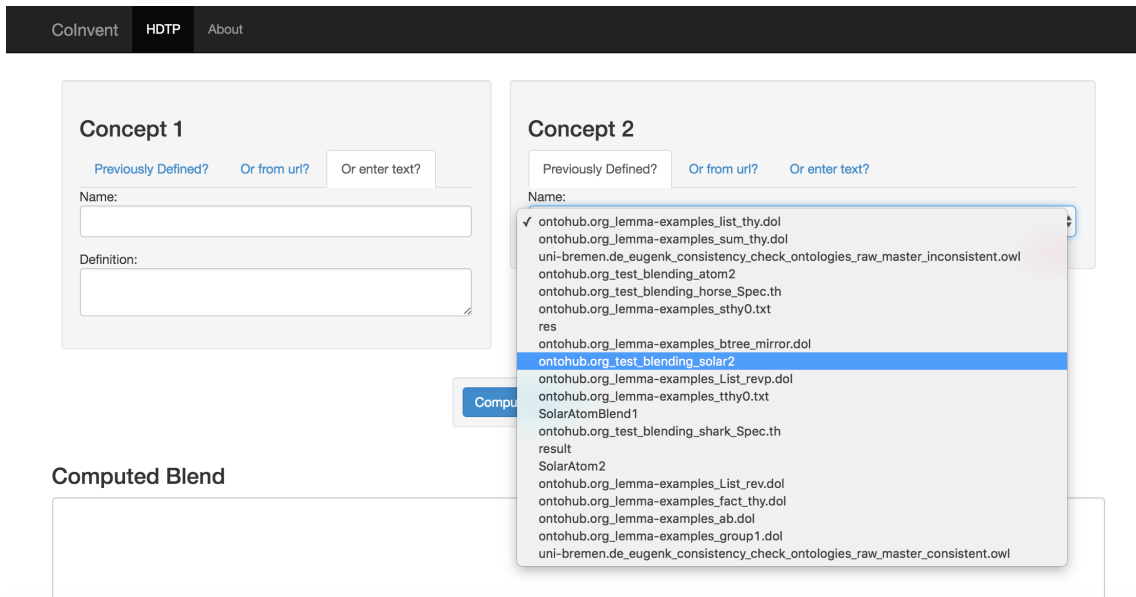 CoInvent HDTP About
Concept 1
Previously Defined? Or from url? Or enter text?
Name:
Definition:
Concept 2
Previously Defined? Or from url? Or enter text?
Name:
✓ ontohub.org_lemma-examples_list_thy.dol
ontohub.org_lemma-examples_sum_thy.dol
uni-bremen.de_eugenk_consistency_check_ontologies_raw_master_inconsistent.owl
ontohub.org_test_blending_atom2
ontohub.org_test_blending_horse_Spec.th
ontohub.org_lemma-examples_sthy0.txt
res
ontohub.org_lemma-examples_btree_mirror.dol
ontohub.org_test_blending_solar2
ontohub.org_lemma-examples_List_revp.dol
ontohub.org_lemma-examples_tthy0.txt
SolarAtomBlend1
ontohub.org_test_blending_shark_Spec.th
result
SolarAtom2
ontohub.org_lemma-examples_List_rev.dol
ontohub.org_lemma-examples_fact_thy.dol
ontohub.org_lemma-examples_ab.dol
ontohub.org_lemma-examples_group1.dol
uni-bremen.de_eugenk_consistency_check_ontologies_raw_master_consistent.owl
Compu
Computed Blend